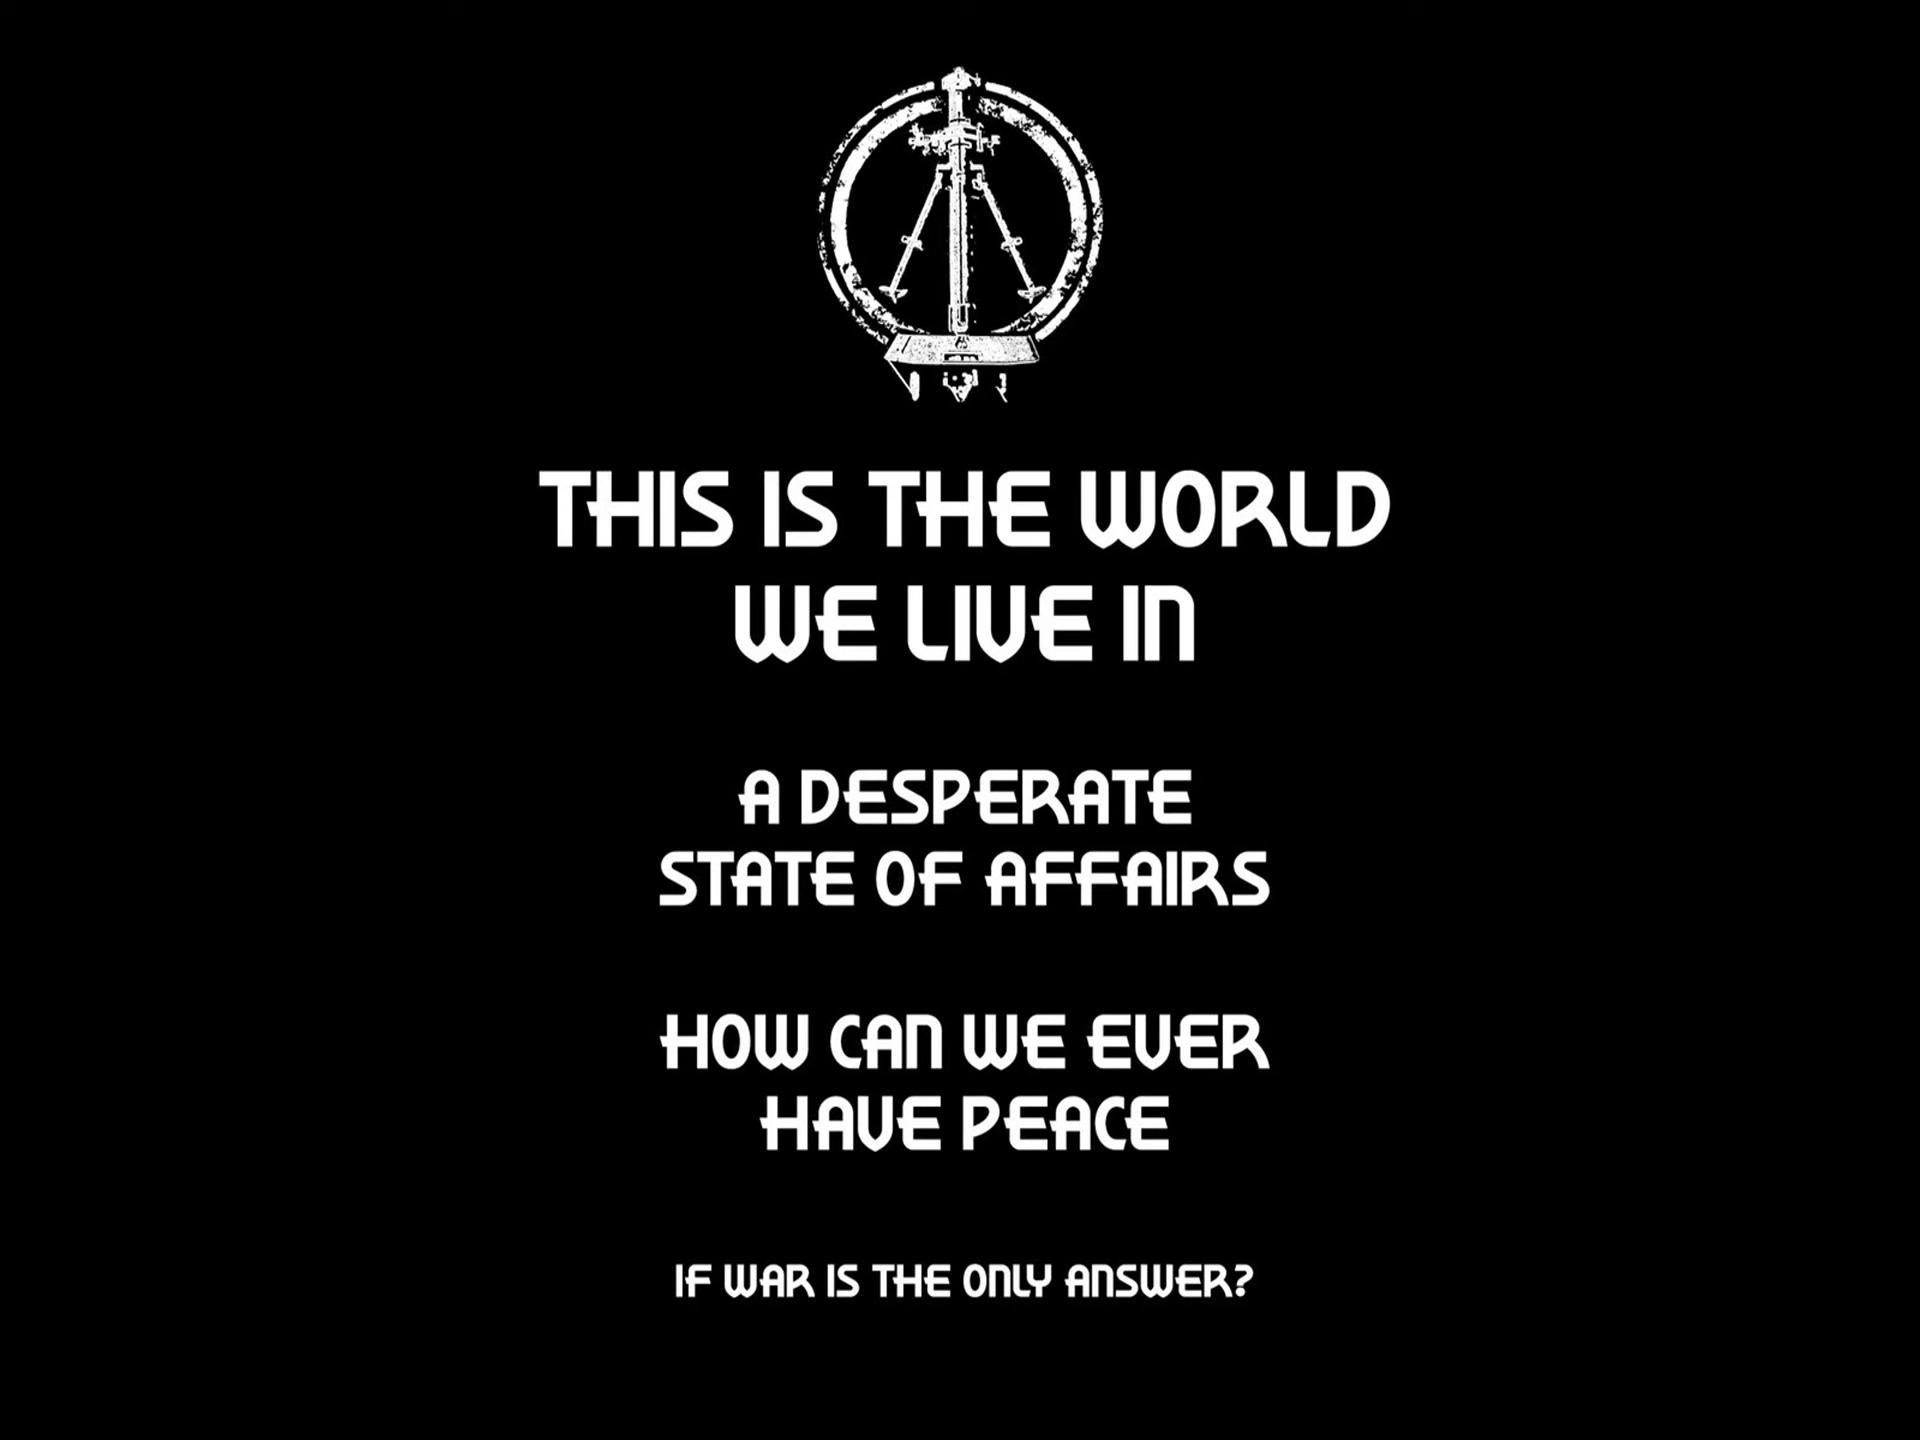 THIS IS THE WORLD
WE LIVE IN
A DESPERATE
STATE OF AFFAIRS
HOW CAN WE EVER
HAVE PEACE
IF WAR IS THE ONLY ANSWER?